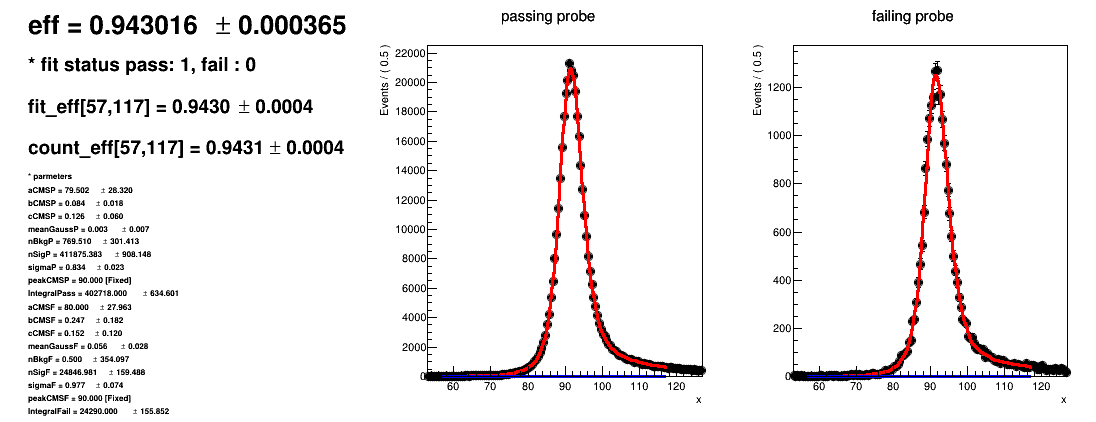 eff = 0.943016 ± 0.000365
* fit status pass: 1, fail : 0
fit_eff[57,117] = 0.9430 ± 0.0004
count_eff[57,117] = 0.9431 ± 0.0004
* parmeters
aCMSP = 79.502 ± 28.320
bCMSP = 0.084 ± 0.018
cCMSP = 0.126 ± 0.060
meanGaussP = 0.003 ± 0.007
nBkgP = 769.510 ± 301.413
nSigP = 411875.383 ± 908.148
sigmaP = 0.834 ± 0.023
peakCMSP = 90.000 [Fixed]
IntegralPass = 402718.000 ± 634.601
aCMSF = 80.000 ± 27.963
bCMSF = 0.247 ± 0.182
cCMSF = 0.152 ± 0.120
meanGaussF = 0.056 ± 0.028
nBkgF = 0.500 ± 354.097
nSigF = 24846.981 ± 159.488
sigmaF = 0.977 ± 0.074
peakCMSF = 90.000 [Fixed]
IntegralFail = 24290.000 ± 155.852
passing probe
Events / ( 0.5 )
22000
20000
18000
16000
14000
12000
10000
8000
6000
4000
2000
0
60 70 80 90 100 110 120
x
failing probe
Events / ( 0.5 )
1200
1000
800
600
400
200
0
60 70 80 90 100 110 120
x